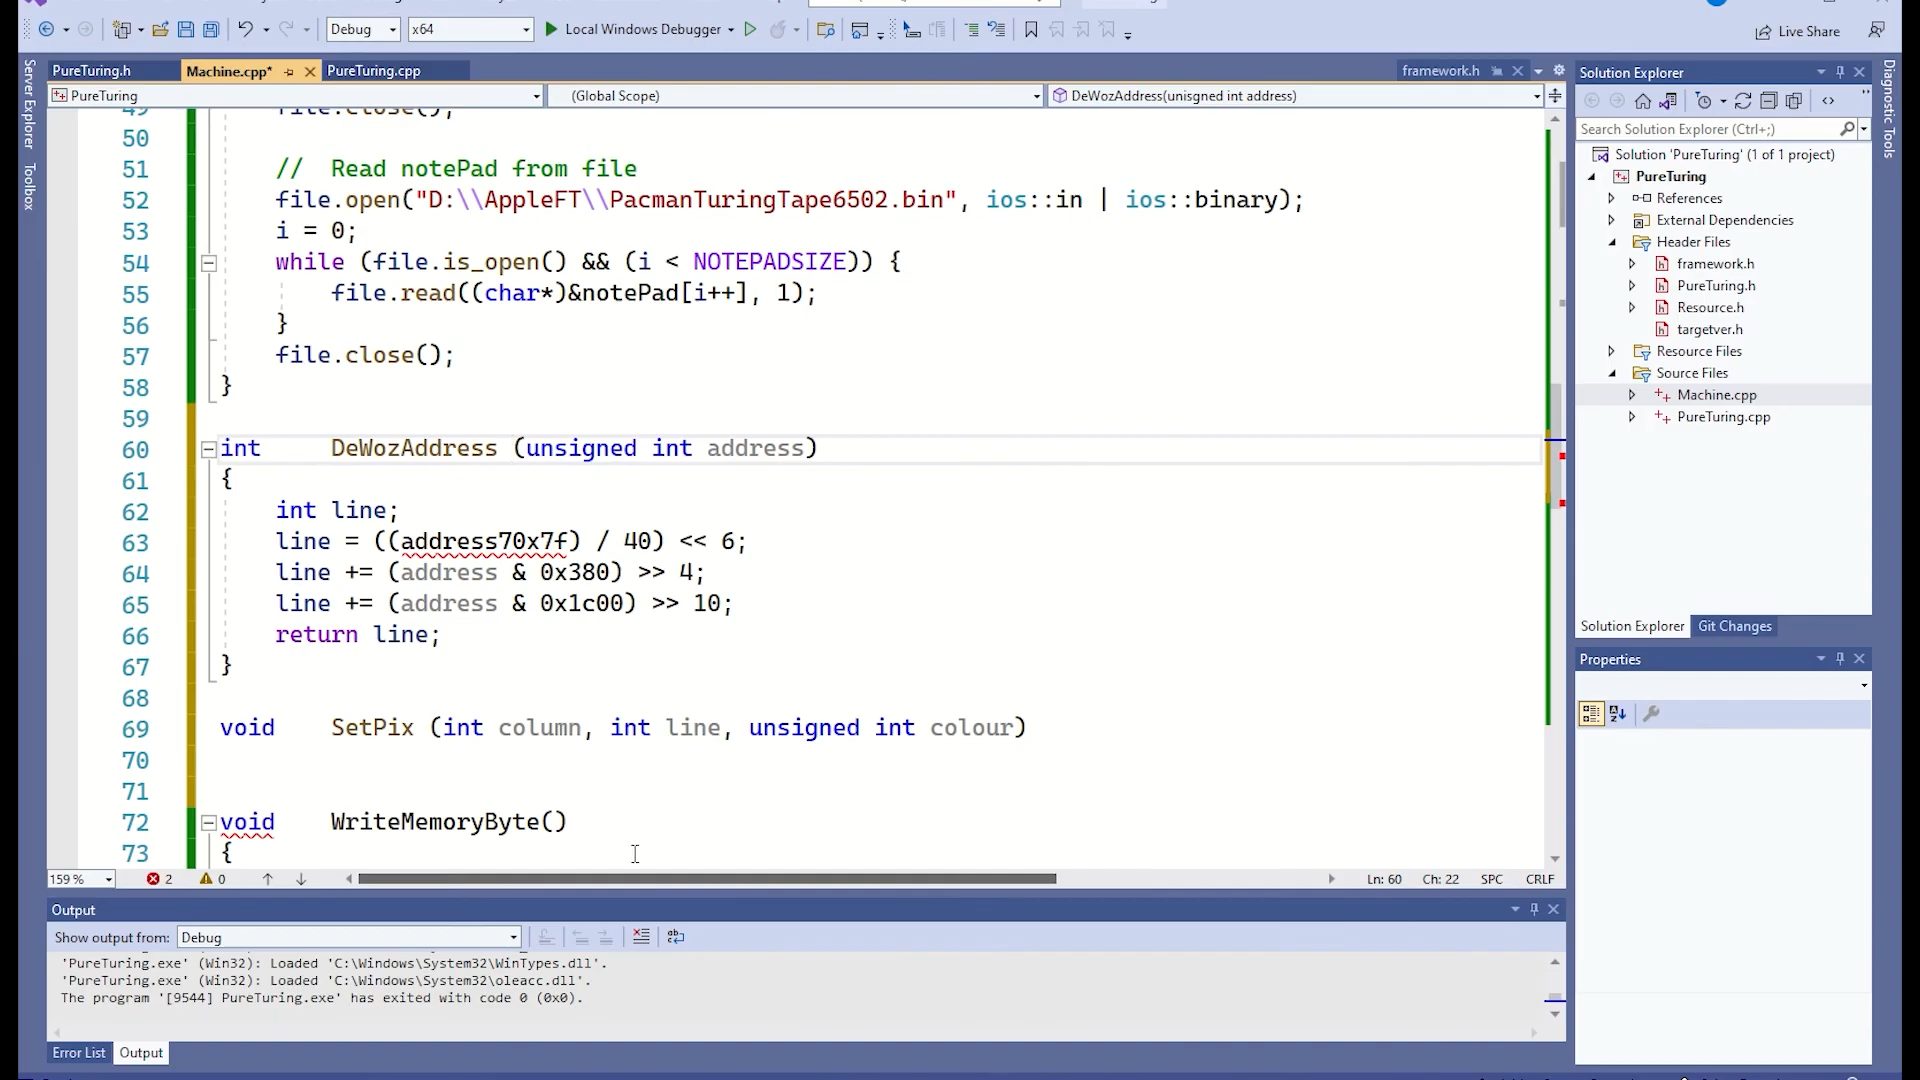 Debug
x64
Local Windows Debugger
Live Share
Server Explorer
Toolbox
PureTuring.h
Machine.cpp*
PureTuring.cpp
framework.h
PureTuring
(Global Scope)
DeWozAddress(unisgned int address)
49 file.close();
50
51 // Read notePad from file
52 file.open("D:\\AppleFT\\PacmanTuringTape6502.bin", ios::in | ios::binary);
53 i = 0;
54 while (file.is_open() && (i < NOTEPADSIZE)) {
55 file.read((char*)&notePad[i++], 1);
56 }
57 file.close();
58 }
59
60 int DeWozAddress (unsigned int address)
61 {
62 int line;
63 line = ((address70x7f) / 40) << 6;
64 line += (address & 0x380) >> 4;
65 line += (address & 0x1c00) >> 10;
66 return line;
67 }
68
69 void SetPix (int column, int line, unsigned int colour)
70
71
72 void WriteMemoryByte()
73 {
159 %
2
0
Ln: 60
Ch: 22
SPC
CRLF
Output
Show output from: Debug
'PureTuring.exe' (Win32): Loaded 'C:\Windows\System32\WinTypes.dll'.
'PureTuring.exe' (Win32): Loaded 'C:\Windows\System32\oleacc.dll'.
The program '[9544] PureTuring.exe' has exited with code 0 (0x0).
Error List
Output
Solution Explorer
Search Solution Explorer (Ctrl+;)
Solution 'PureTuring' (1 of 1 project)
PureTuring
References
External Dependencies
Header Files
framework.h
PureTuring.h
Resource.h
targetver.h
Resource Files
Source Files
Machine.cpp
PureTuring.cpp
Solution Explorer
Git Changes
Properties
Diagnostic Tools